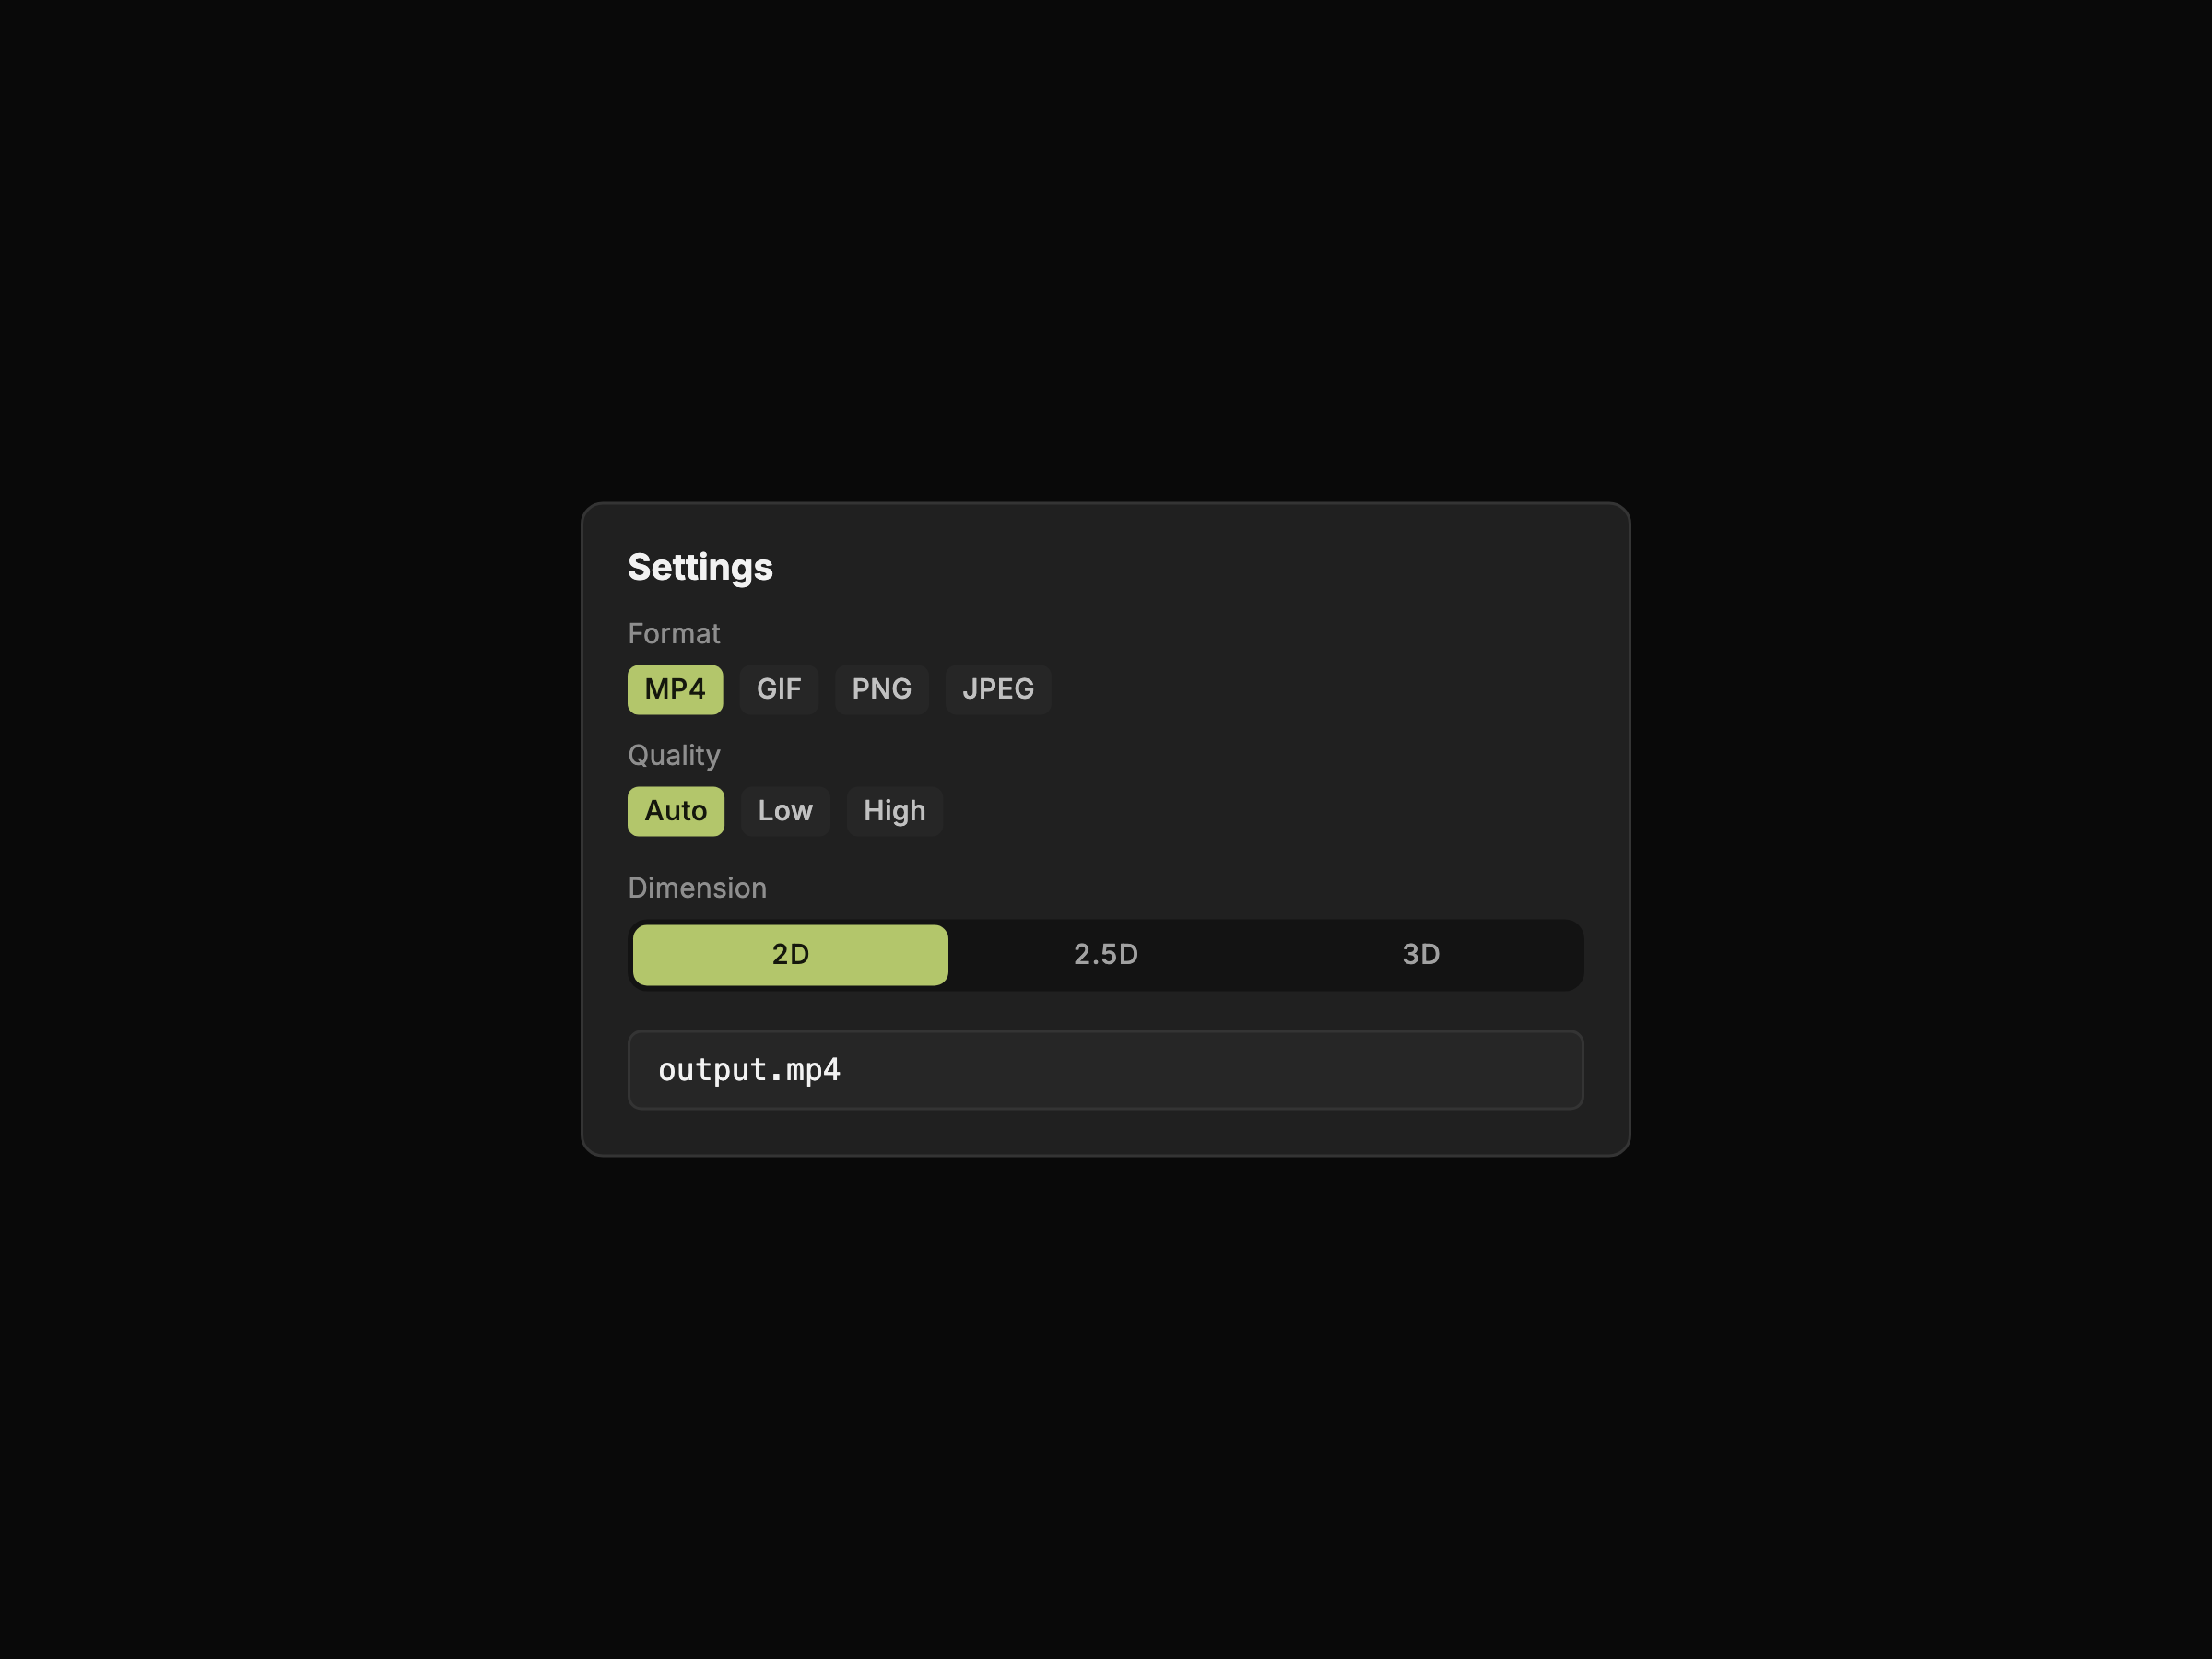 Settings
Format
MP4 GIF PNG JPEG
Quality
Auto Low High
Dimension
2D 2.5D 3D
output.mp4